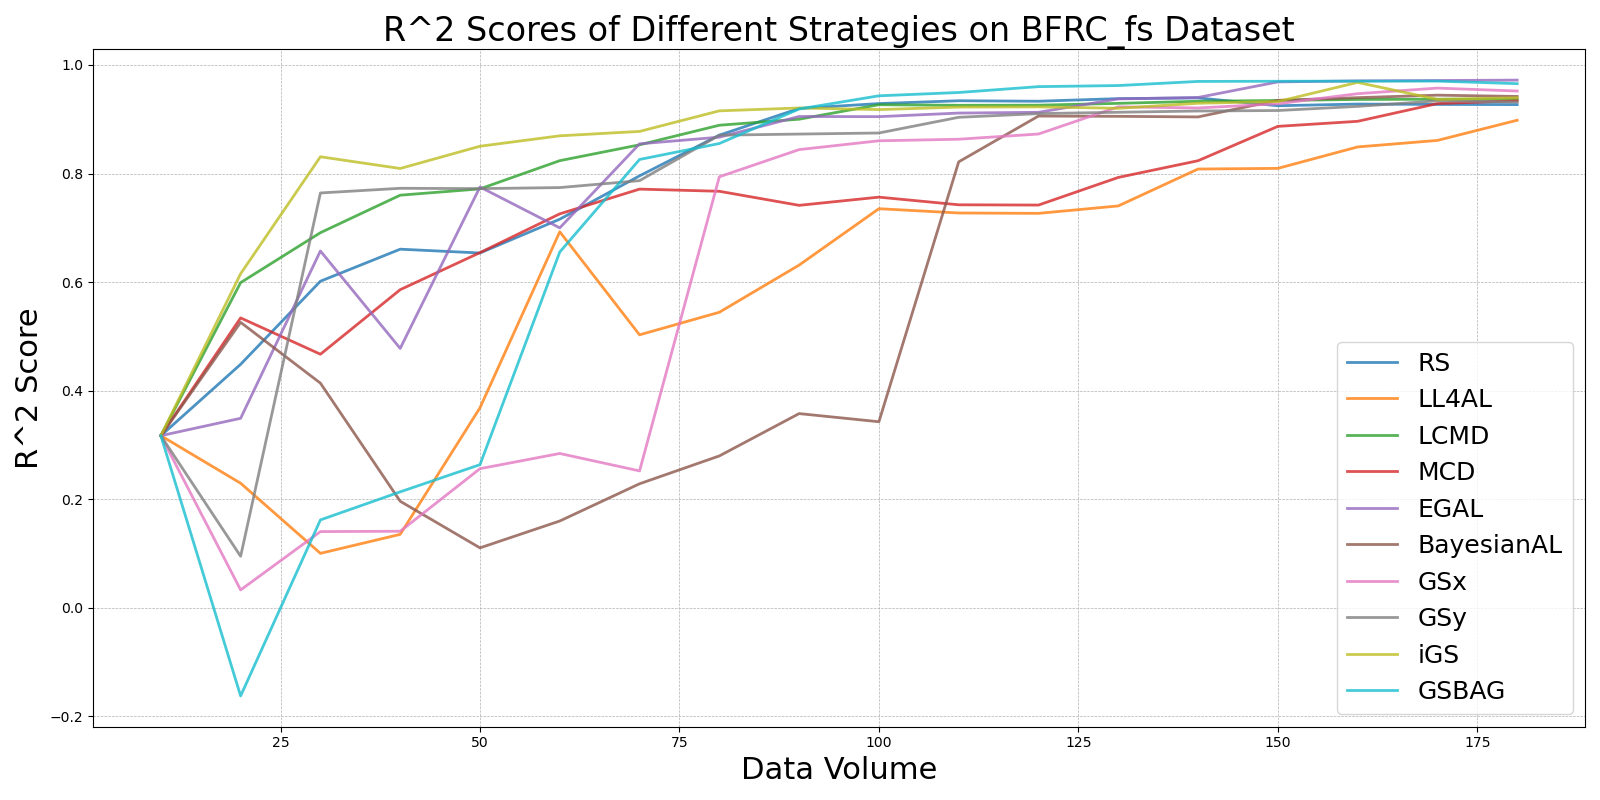 R^2 Scores of Different Strategies on BFRC_fs Dataset
R^2 Score
1.0
0.8
0.6
0.4
0.2
0.0
−0.2
25
50
75
100
125
150
175
Data Volume
RS
LL4AL
LCMD
MCD
EGAL
BayesianAL
GSx
GSy
iGS
GSBAG